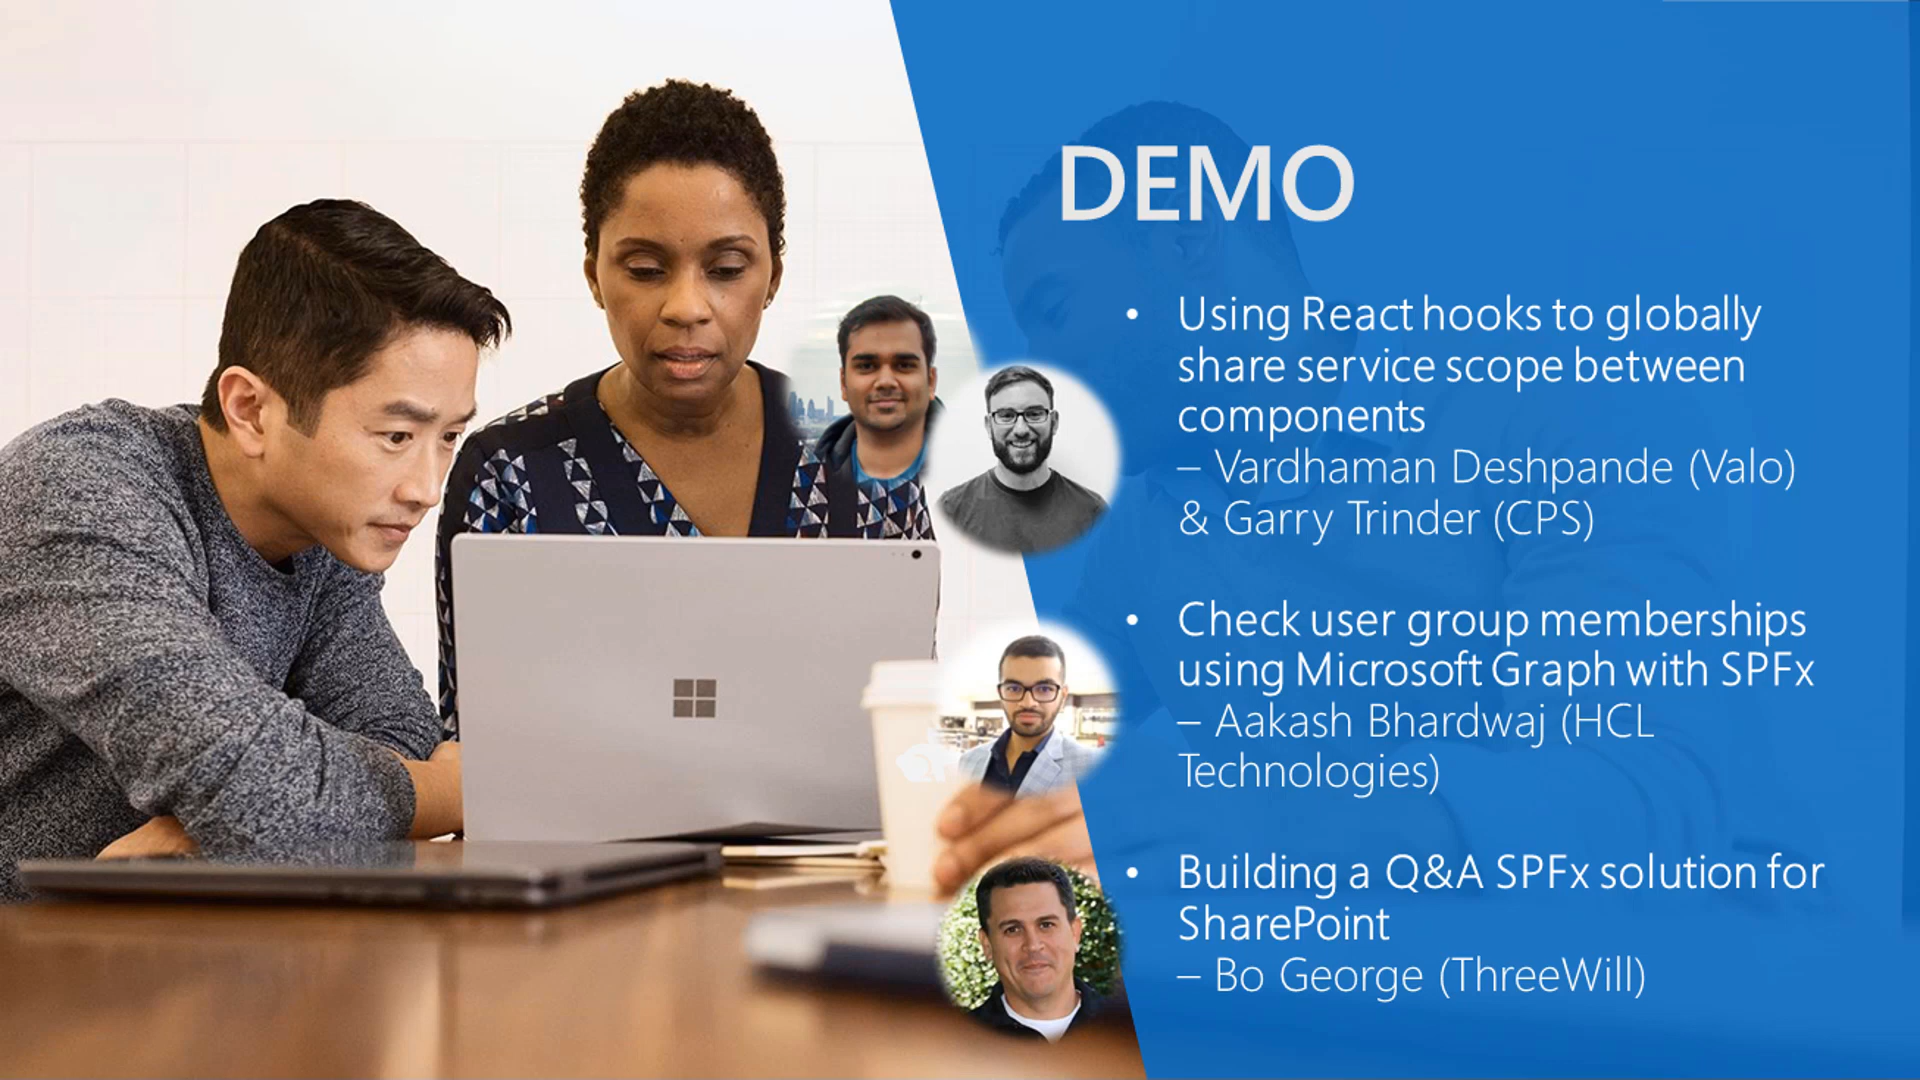 DEMO
• Using React hooks to globally
share service scope between
components
– Vardhaman Deshpande (Valo)
& Garry Trinder (CPS)
• Check user group memberships
using Microsoft Graph with SPFx
– Aakash Bhardwaj (HCL
Technologies)
• Building a Q&A SPFx solution for
SharePoint
– Bo George (ThreeWill)